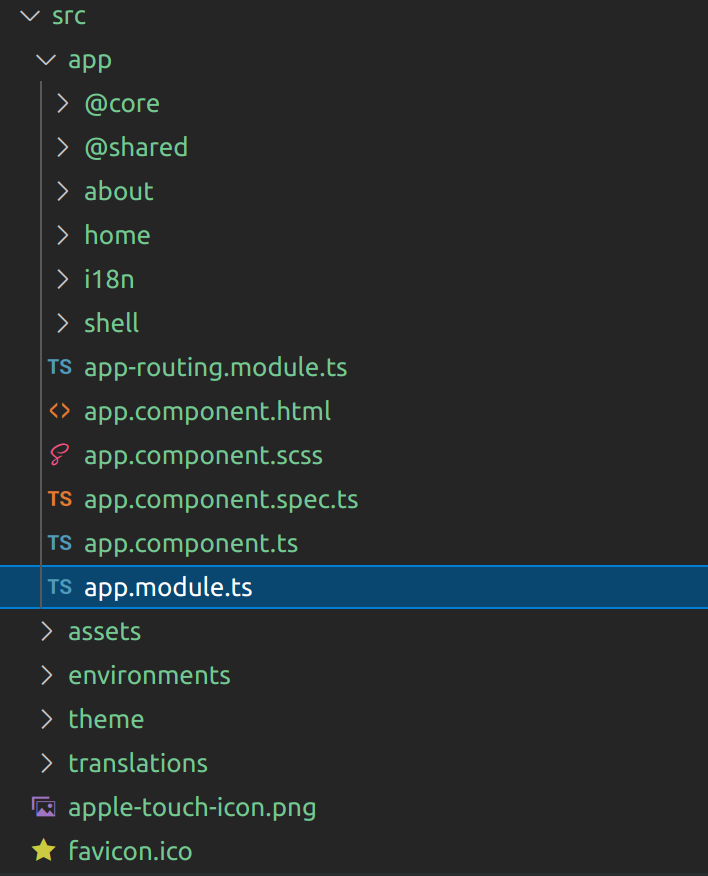 src
app
@core
@shared
about
home
i18n
shell
TS app-routing.module.ts
<> app.component.html
app.component.scss
TS app.component.spec.ts
TS app.component.ts
TS app.module.ts
assets
environments
theme
translations
apple-touch-icon.png
favicon.ico